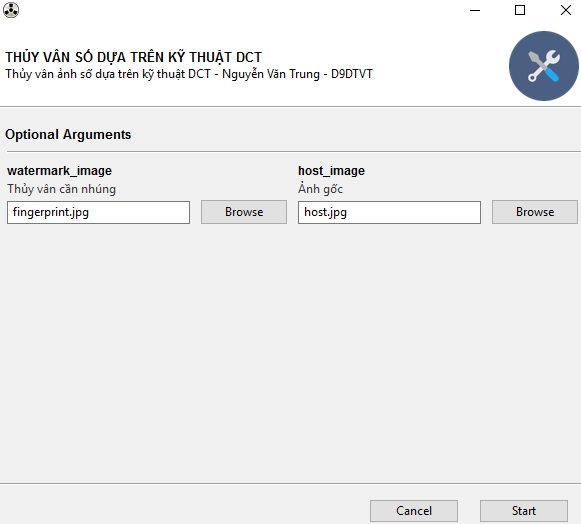 THỦY VÂN SỐ DỰA TRÊN KỸ THUẬT DCT
Thủy vân ảnh số dựa trên kỹ thuật DCT - Nguyễn Văn Trung - D9DTVT
Optional Arguments
watermark_image
Thủy vân cần nhúng
fingerprint.jpg
Browse
host_image
Ảnh gốc
host.jpg
Browse
Cancel
Start